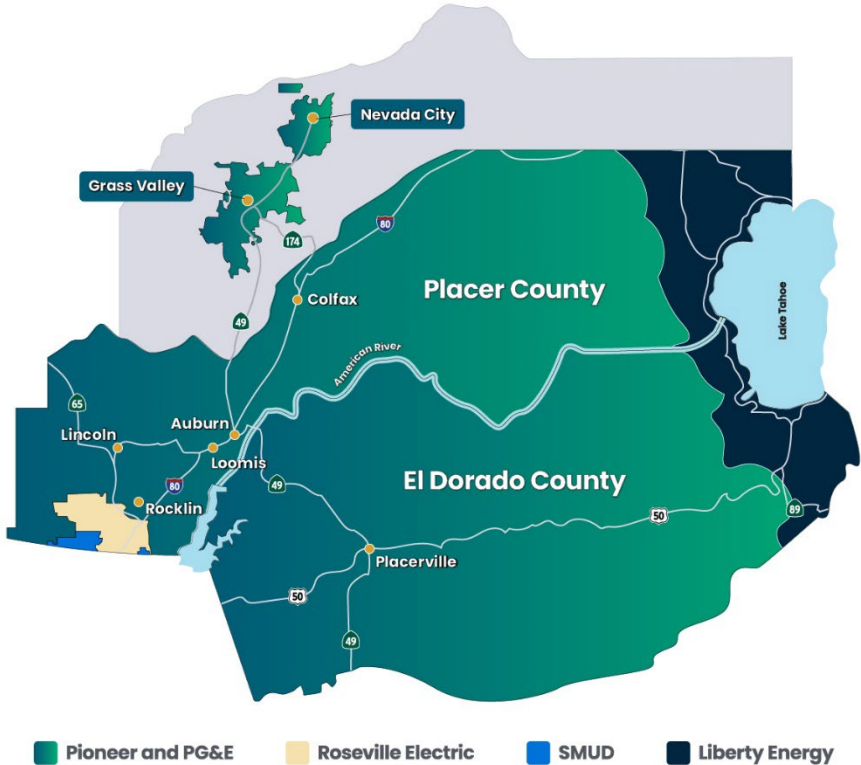 Nevada City
Grass Valley
80
174
Placer County
Colfax
Lake Tahoe
49
American River
65
Auburn
Lincoln
Loomis
El Dorado County
49
80
Rocklin
50
89
Placerville
50
49
Pioneer and PG&E
Roseville Electric
SMUD
Liberty Energy